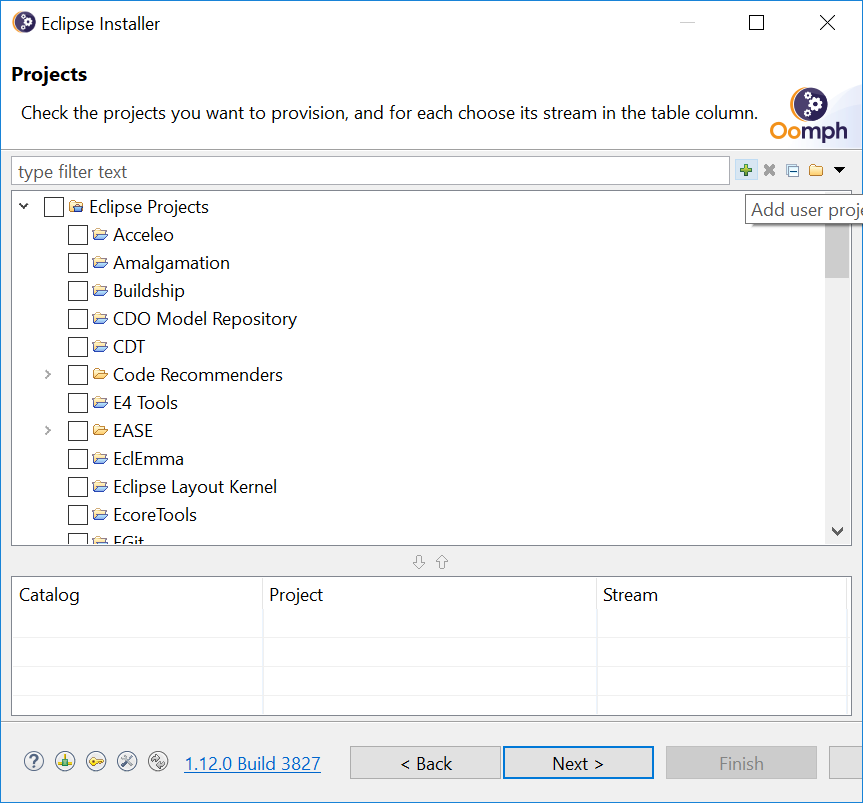 Eclipse Installer
Projects
Check the projects you want to provision, and for each choose its stream in the table column.
Oomph
type filter text
Add user proje
Eclipse Projects
Acceleo
Amalgamation
Buildship
CDO Model Repository
CDT
Code Recommenders
E4 Tools
EASE
EclEmma
Eclipse Layout Kernel
EcoreTools
EGit
Catalog Project Stream
? 1.12.0 Build 3827 < Back Next > Finish